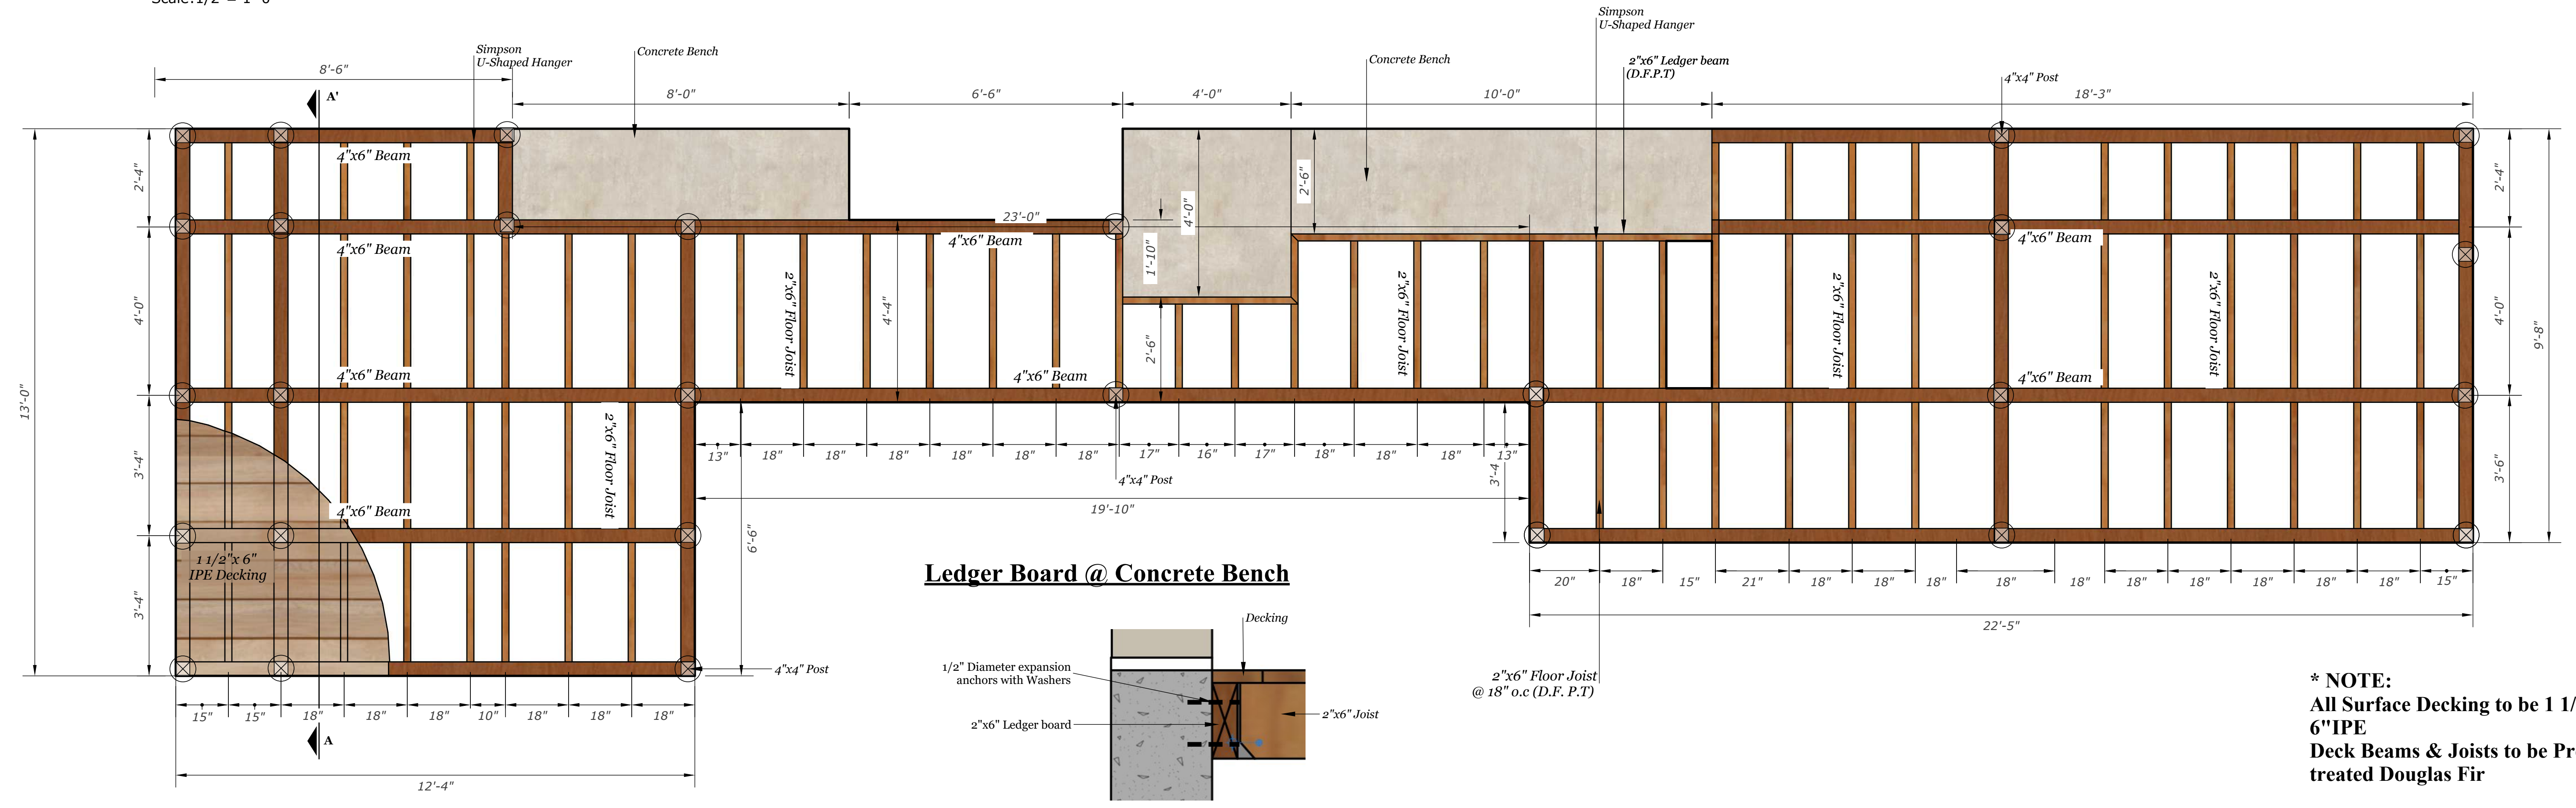 Simpson
U-Shaped Hanger
Simpson
U-Shaped Hanger
Concrete Bench
Concrete Bench
2"x6" Ledger beam
(D.F.P.T)
4"x4" Post
8'-6"
A'
8'-0"
6'-6"
4'-0"
10'-0"
18'-3"
4"x6" Beam
2'-4"
2'-6"
2'-4"
4'-0"
23'-0"
4"x6" Beam
4"x6" Beam
4"x6" Beam
1'-10"
4'-0"
2"x6" Floor Joist
4'-4"
2"x6" Floor Joist
2"x6" Floor Joist
2"x6" Floor Joist
4'-0"
9'-8"
2'-6"
4"x6" Beam
4"x6" Beam
4"x6" Beam
13'-0"
2"x6" Floor Joist
13" 18" 18" 18" 18" 18" 18" 17" 16" 17" 18" 18" 18" 13"
3'-4"
3'-4
3'-6"
4"x4" Post
4"x6" Beam
19'-10"
6'-6"
1 1/2"x 6"
IPE Decking
3'-4"
Ledger Board @ Concrete Bench
20" 18" 15" 21" 18" 18" 18" 18" 18" 18" 18" 18" 18" 15"
22'-5"
Decking
4"x4" Post
1/2" Diameter expansion
anchors with Washers
2"x6" Ledger board
2"x6" Joist
2"x6" Floor Joist
@ 18" o.c (D.F. P.T)
15" 15" 18" 18" 18" 10" 18" 18" 18"
A
12'-4"
* NOTE:
All Surface Decking to be 1 1/
6"IPE
Deck Beams & Joists to be Pr
treated Douglas Fir